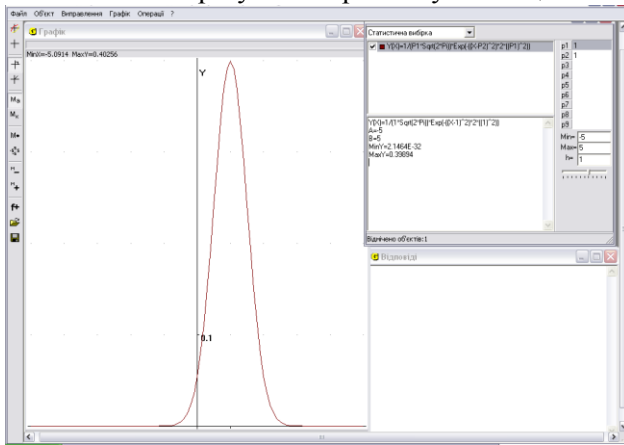 Файл Об'єкт Виправлення Графік Операції ?
Графік
MinX=-5.0914 MaxY=0.40256
Y
0.1
Статистична вибірка
Y(X)=1/(P1*Sqrt(2*Pi))*Exp(-((X-P2)^2)/2*((P1)^2))
p1 1
p2 1
p3
p4
p5
p6
p7
p8
p9
Min= -5
Max= 5
h= 1
Y(X)=1/(1*Sqrt(2*Pi))*Exp(-((X-1)^2)/2*((1)^2))
A=-5
B=5
MinY=2.1464E-32
MaxY=0.39894
Відмічено об'єктів:1
Відповіді